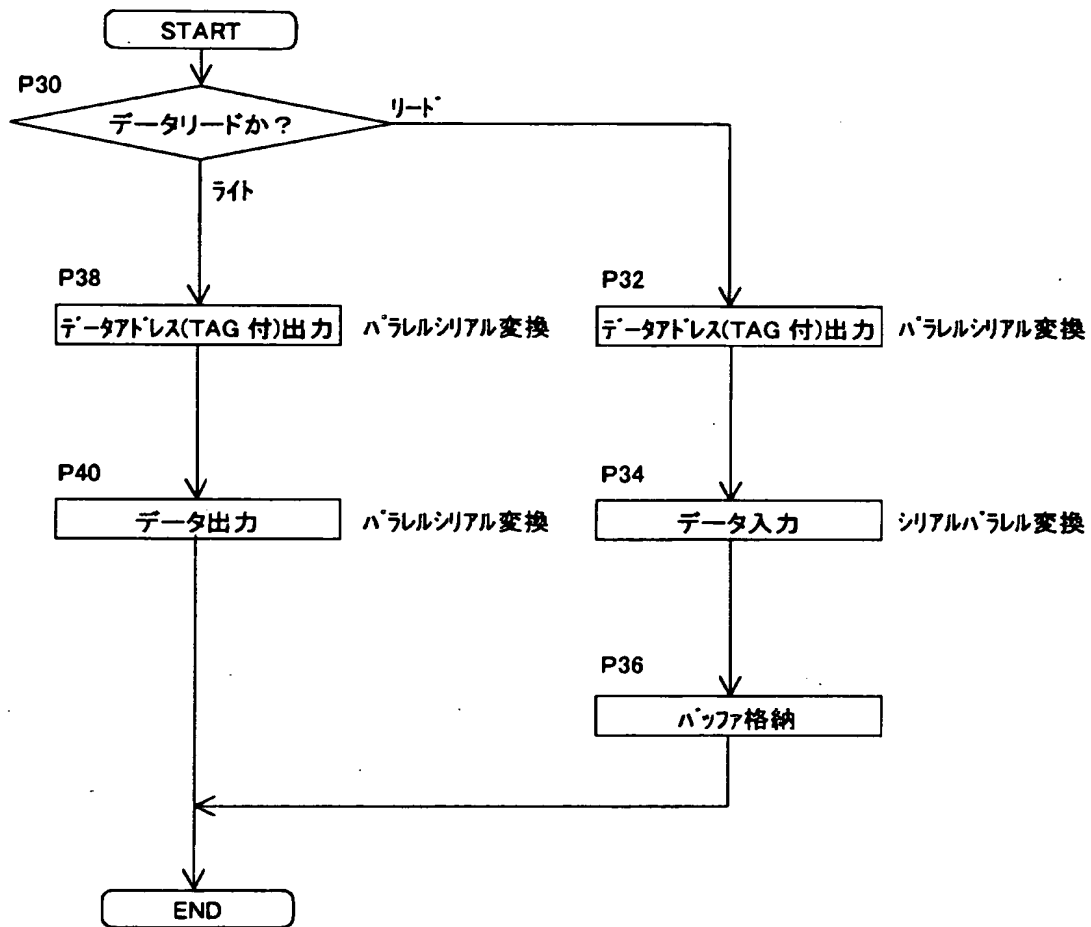 START
P30
データリードか?
リード
ライト
P38
データアドレス(TAG 付)出力
パラレルシリアル変換
P32
データアドレス(TAG 付)出力
パラレルシリアル変換
P40
データ出力
パラレルシリアル変換
P34
データ入力
シリアルパラレル変換
P36
バッファ格納
END